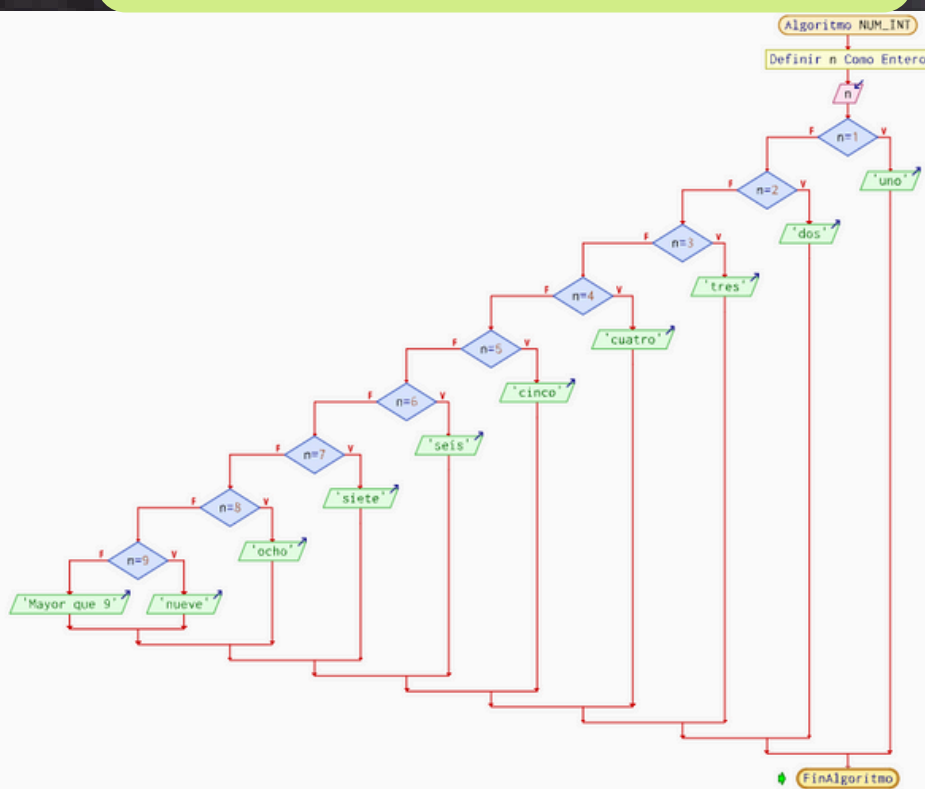 Algoritmo NUM_INT
Definir n Como Entero
n
n=1
F
V
'uno'
n=2
F
V
'dos'
n=3
F
V
'tres'
n=4
F
V
'cuatro'
n=5
F
V
'cinco'
n=6
F
V
'seis'
n=7
F
V
'siete'
n=8
F
V
'ocho'
n=9
F
V
'Mayor que 9'
'nueve'
FinAlgoritmo